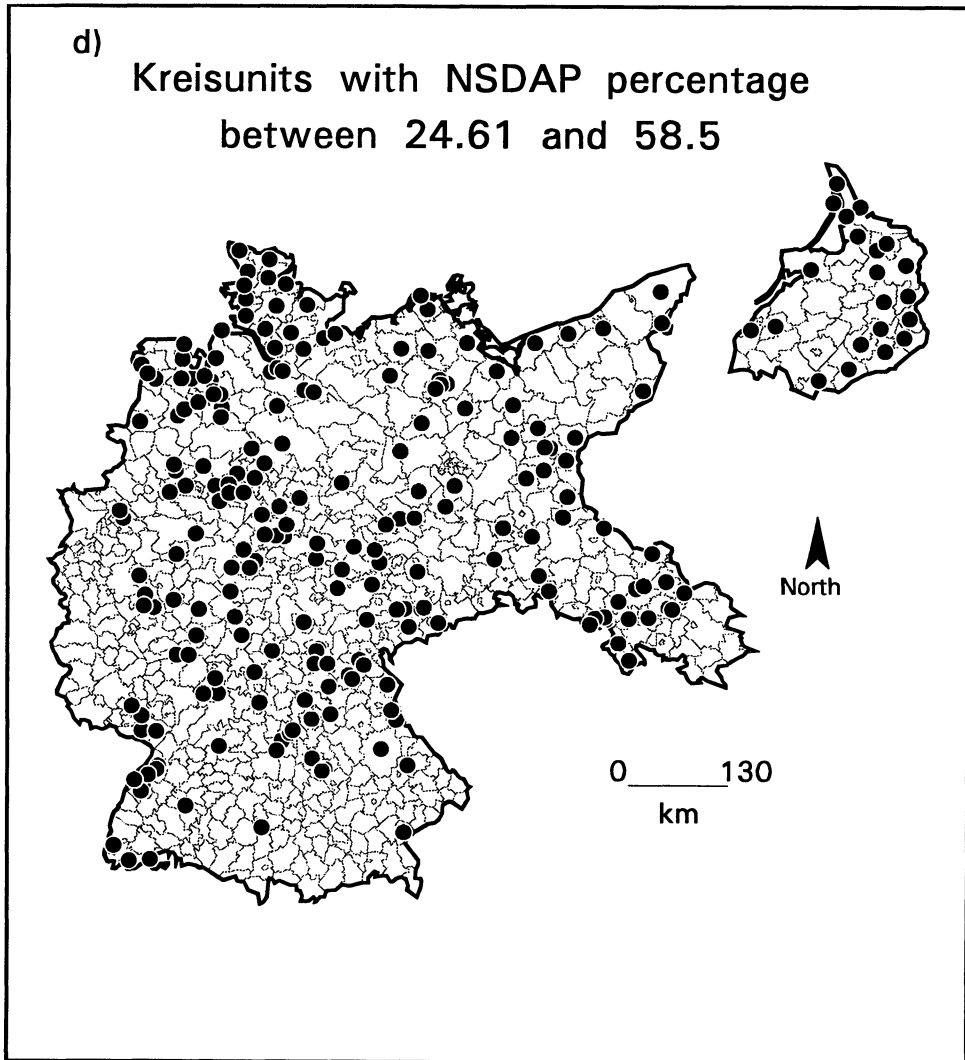 d)
Kreisunits with NSDAP percentage
between 24.61 and 58.5
North
0 130
km